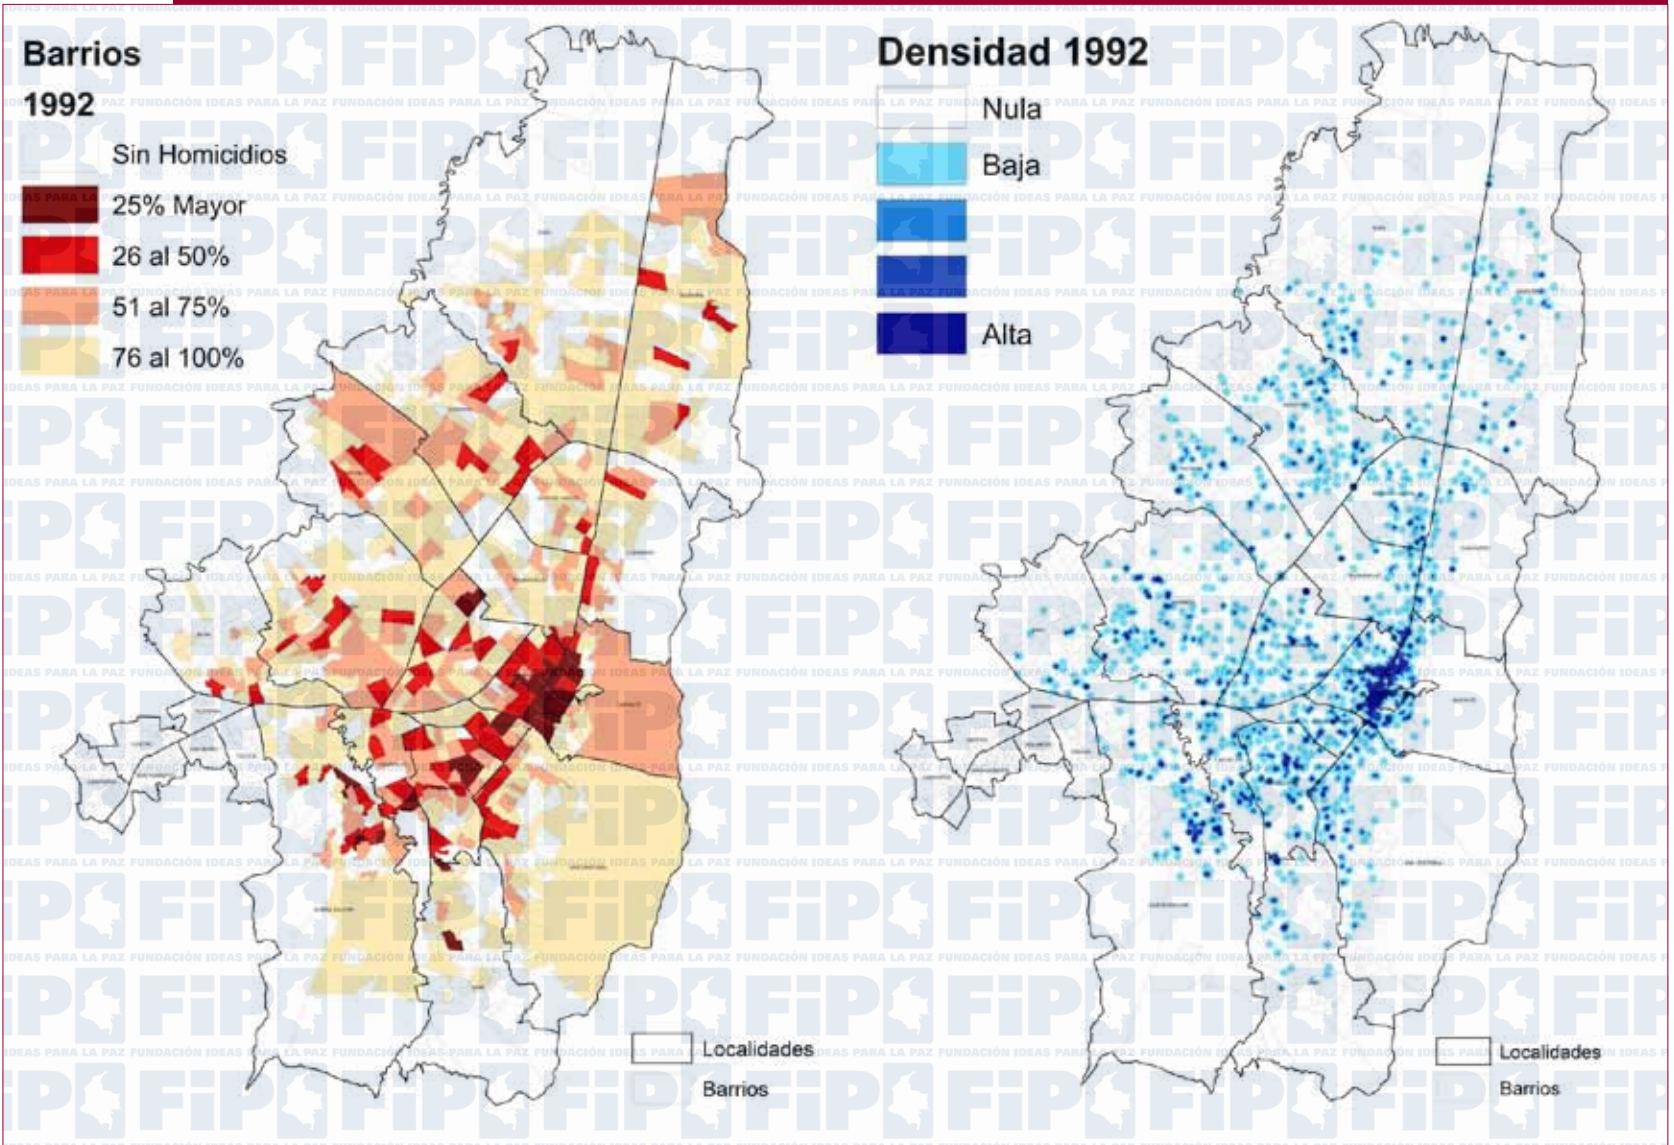 Barrios
1992
Sin Homicidios
25% Mayor
26 al 50%
51 al 75%
76 al 100%
Localidades
Barrios
Densidad 1992
Nula
Baja
Alta
Localidades
Barrios
FiP
FUNDACIÓN IDEAS PARA LA PAZ